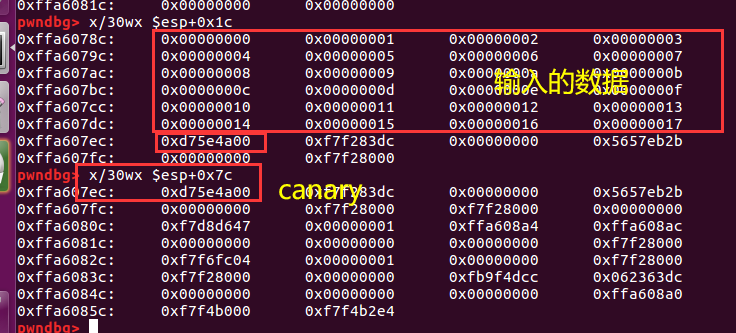 0xffa6081c: 0x00000000 0x00000000
pwndbg> x/30wx $esp+0x1c
0xffa6078c: 0x00000000 0x00000001 0x00000002 0x00000003
0xffa6079c: 0x00000004 0x00000005 0x00000006 0x00000007
0xffa607ac: 0x00000008 0x00000009 0x0000000a 0x0000000b
输入的数据
0xffa607bc: 0x0000000c 0x0000000d 0x0000000e 0x0000000f
0xffa607cc: 0x00000010 0x00000011 0x00000012 0x00000013
0xffa607dc: 0x00000014 0x00000015 0x00000016 0x00000017
0xffa607ec: 0xd75e4a00 0xf7f283dc 0x00000000 0x5657eb2b
0xffa607fc: 0x00000000 0xf7f28000
pwndbg> x/30wx $esp+0x7c
canary
0xffa607ec: 0xd75e4a00 0xf7f283dc 0x00000000 0x5657eb2b
0xffa607fc: 0x00000000 0xf7f28000 0xf7f28000 0x00000000
0xffa6080c: 0xf7d8d647 0x00000001 0xffa608a4 0xffa608ac
0xffa6081c: 0x00000000 0x00000000 0x00000000 0xf7f28000
0xffa6082c: 0xf7f6fc04 0x00000001 0x00000000 0xf7f28000
0xffa6083c: 0xf7f28000 0x00000000 0xfb9f4dcc 0x062363dc
0xffa6084c: 0x00000000 0x00000000 0x00000000 0xffa608a0
0xffa6085c: 0xf7f4b000 0xf7f4b2e4
pwndbg>